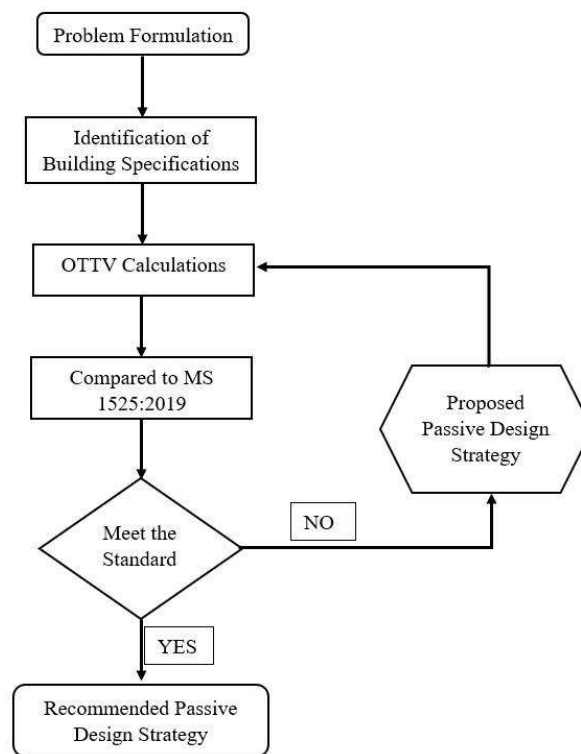 Problem Formulation
Identification of
Building Specifications
OTTV Calculations
Compared to MS
1525:2019
Proposed
Passive Design
Strategy
Meet the
Standard
NO
YES
Recommended Passive
Design Strategy